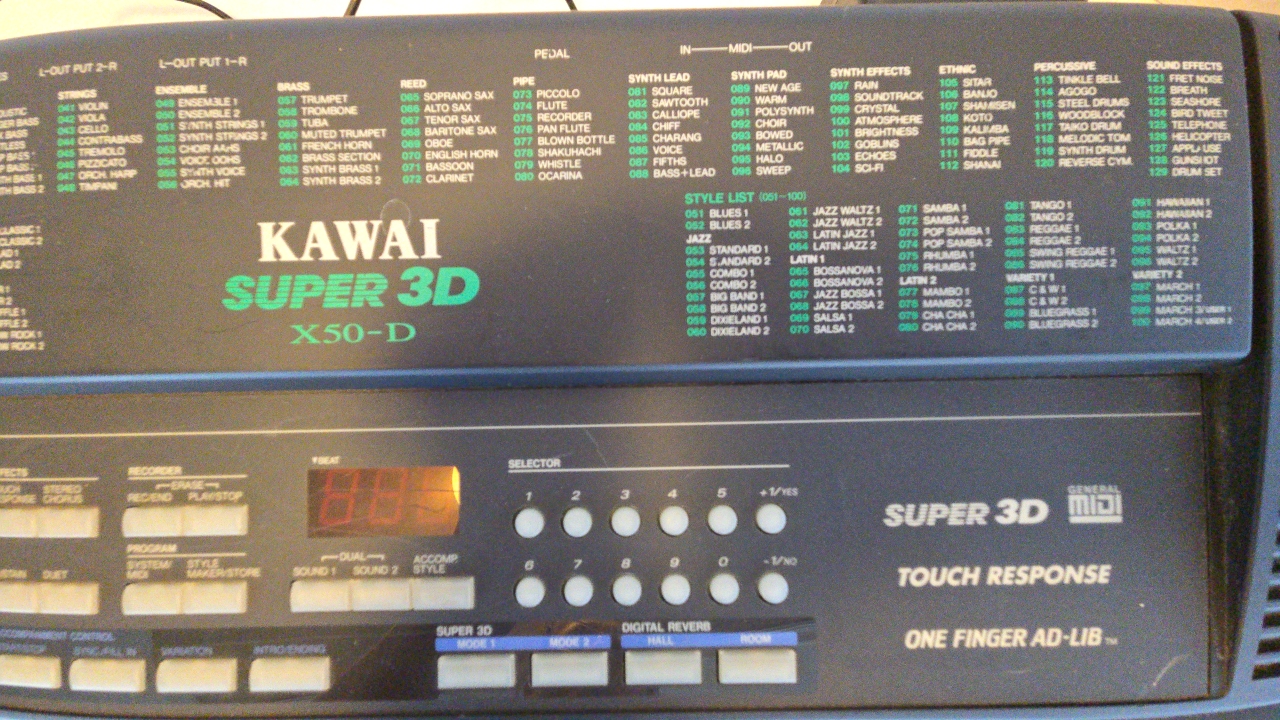 L-OUT PUT 2-R
L-OUT PUT 1-R
PEDAL
IN MIDI OUT
STRINGS
041 VIOLIN
042 VIOLA
043 CELLO
044 CONTRABASS
045 TREMOLO
046 PIZZICATO
047 ORCH. HARP
048 TIMPANI
ENSEMBLE
049 ENSEMBLE 1
050 ENSEMBLE 2
051 SYNTH STRINGS 1
052 SYNTH STRINGS 2
053 CHOIR AAHS
054 VOICE OOHS
055 SYNTH VOICE
056 ORCH. HIT
BRASS
057 TRUMPET
058 TROMBONE
059 TUBA
060 MUTED TRUMPET
061 FRENCH HORN
062 BRASS SECTION
063 SYNTH BRASS 1
064 SYNTH BRASS 2
REED
065 SOPRANO SAX
066 ALTO SAX
067 TENOR SAX
068 BARITONE SAX
069 OBOE
070 ENGLISH HORN
071 BASSOON
072 CLARINET
PIPE
073 PICCOLO
074 FLUTE
075 RECORDER
076 PAN FLUTE
077 BLOWN BOTTLE
078 SHAKUHACHI
079 WHISTLE
080 OCARINA
SYNTH LEAD
081 SQUARE
082 SAWTOOTH
083 CALLIOPE
084 CHIFF
085 CHARANG
086 VOICE
087 FIFTHS
088 BASS+LEAD
SYNTH PAD
089 NEW AGE
090 WARM
091 POLYSYNTH
092 CHOIR
093 BOWED
094 METALLIC
095 HALO
096 SWEEP
SYNTH EFFECTS
097 RAIN
098 SOUNDTRACK
099 CRYSTAL
100 ATMOSPHERE
101 BRIGHTNESS
102 GOBLINS
103 ECHOES
104 SCI-FI
ETHNIC
105 SITAR
106 BANJO
107 SHAMISEN
108 KOTO
109 KALIMBA
110 BAG PIPE
111 FIDDLE
112 SHANAI
PERCUSSIVE
113 TINKLE BELL
114 AGOGO
115 STEEL DRUMS
116 WOODBLOCK
117 TAIKO DRUM
118 MELODIC TOM
119 SYNTH DRUM
120 REVERSE CYM.
SOUND EFFECTS
121 FRET NOISE
122 BREATH
123 SEASHORE
124 BIRD TWEET
125 TELEPHONE
126 HELICOPTER
127 APPLAUSE
128 GUNSHOT
129 DRUM SET
KAWAI
SUPER 3D
X50-D
STYLE LIST (051~100)
051 BLUES 1
052 BLUES 2
JAZZ
053 STANDARD 1
054 STANDARD 2
055 COMBO 1
056 COMBO 2
057 BIG BAND 1
058 BIG BAND 2
059 DIXIELAND 1
060 DIXIELAND 2
061 JAZZ WALTZ 1
062 JAZZ WALTZ 2
063 LATIN JAZZ 1
064 LATIN JAZZ 2
LATIN 1
065 BOSSANOVA 1
066 BOSSANOVA 2
067 JAZZ BOSSA 1
068 JAZZ BOSSA 2
069 SALSA 1
070 SALSA 2
071 SAMBA 1
072 SAMBA 2
073 POP SAMBA 1
074 POP SAMBA 2
075 RHUMBA 1
076 RHUMBA 2
LATIN 2
077 MAMBO 1
078 MAMBO 2
079 CHA CHA 1
080 CHA CHA 2
081 TANGO 1
082 TANGO 2
083 REGGAE 1
084 REGGAE 2
085 SWING REGGAE 1
086 SWING REGGAE 2
VARIETY 1
087 C & W 1
088 C & W 2
089 BLUEGRASS 1
090 BLUEGRASS 2
091 HAWAIIAN 1
092 HAWAIIAN 2
093 POLKA 1
094 POLKA 2
095 WALTZ 1
096 WALTZ 2
VARIETY 2
097 MARCH 1
098 MARCH 2
099 MARCH 3/USER 1
100 MARCH 4/USER 2
RECORDER
ERASE
REC/END PLAY/STOP
STEREO
CHORUS
DUET
PROGRAM
SYSTEM/
MIDI
STYLE
MAKER/STORE
▼BEAT
DUAL
SOUND 1 SOUND 2
ACCOMP.
STYLE
SELECTOR
1 2 3 4 5 +1/YES
6 7 8 9 0 -1/NO
SUPER 3D
MODE 1 MODE 2
DIGITAL REVERB
HALL ROOM
SYNC/FILL IN VARIATION INTRO/ENDING
SUPER 3D
GENERAL
MIDI
TOUCH RESPONSE
ONE FINGER AD-LIB™